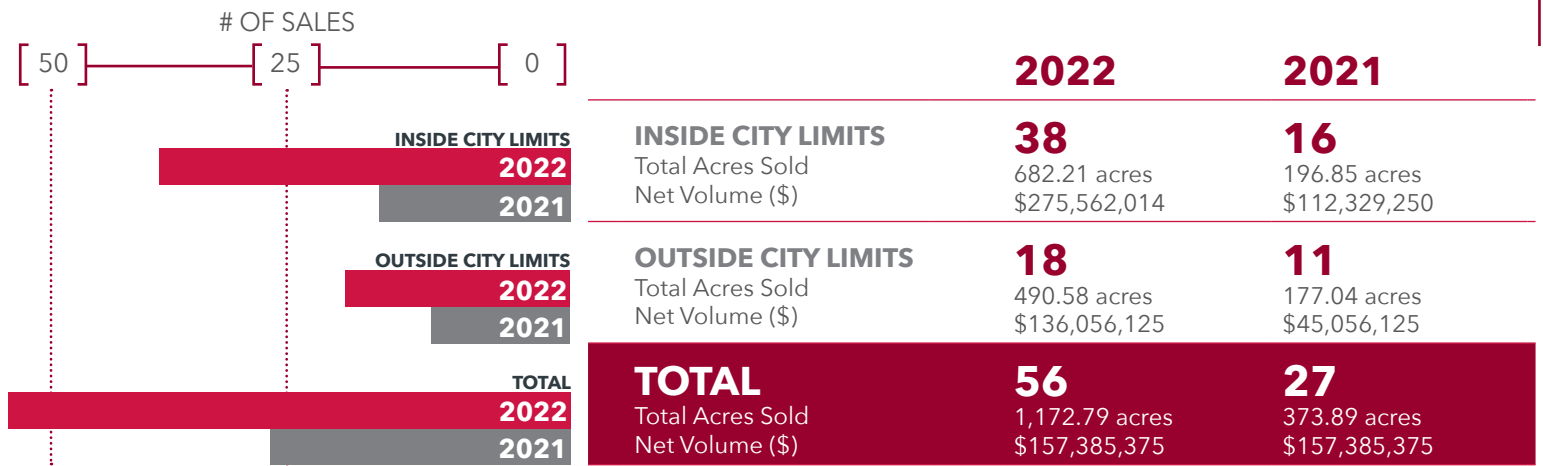 # OF SALES
[ 50 ] [ 25 ] [ 0 ]
INSIDE CITY LIMITS
2022
2021
OUTSIDE CITY LIMITS
2022
2021
TOTAL
2022
2021
2022 2021
INSIDE CITY LIMITS 38 16
Total Acres Sold 682.21 acres 196.85 acres
Net Volume ($) $275,562,014 $112,329,250
OUTSIDE CITY LIMITS 18 11
Total Acres Sold 490.58 acres 177.04 acres
Net Volume ($) $136,056,125 $45,056,125
TOTAL 56 27
Total Acres Sold 1,172.79 acres 373.89 acres
Net Volume ($) $157,385,375 $157,385,375